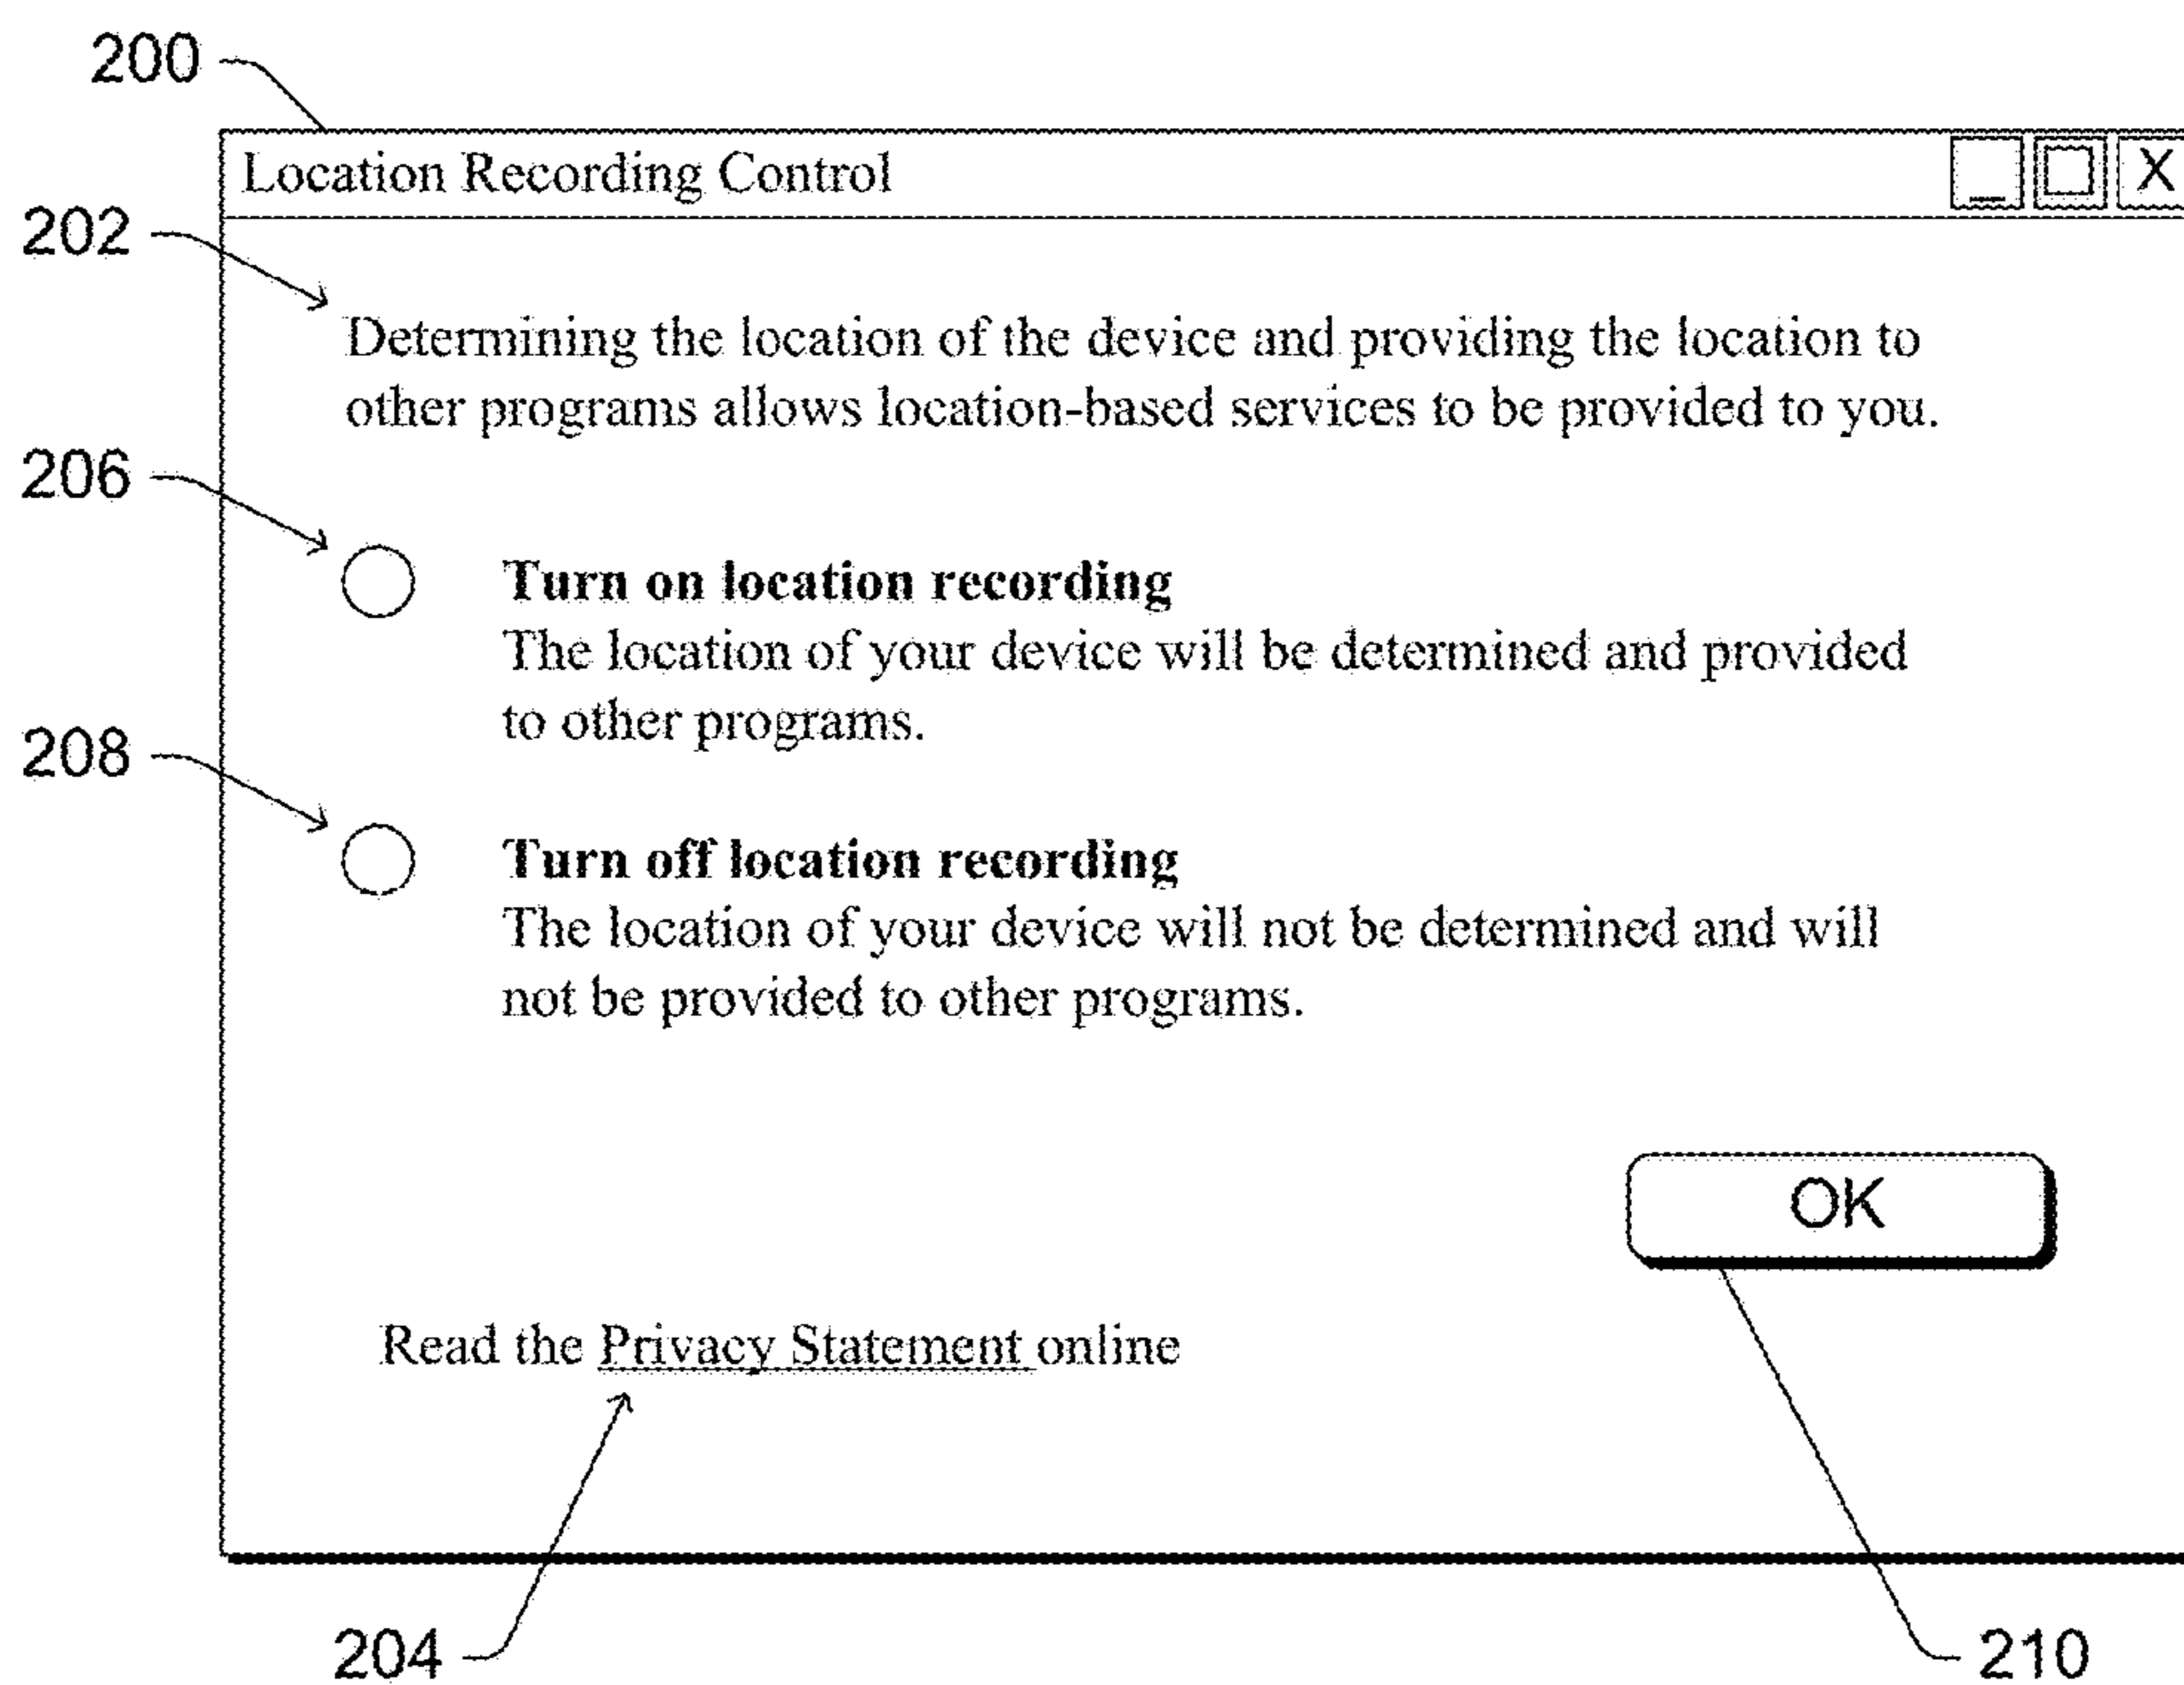 200
Location Recording Control
_ X
202
Determining the location of the device and providing the location to
other programs allows location-based services to be provided to you.
206
Turn on location recording
The location of your device will be determined and provided
to other programs.
208
Turn off location recording
The location of your device will not be determined and will
not be provided to other programs.
OK
Read the Privacy Statement online
204
210